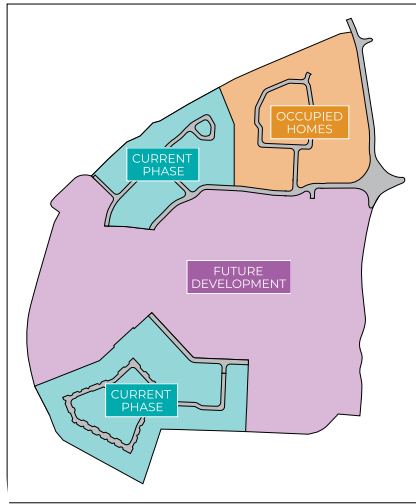 OCCUPIED
HOMES
CURRENT
PHASE
FUTURE
DEVELOPMENT
CURRENT
PHASE